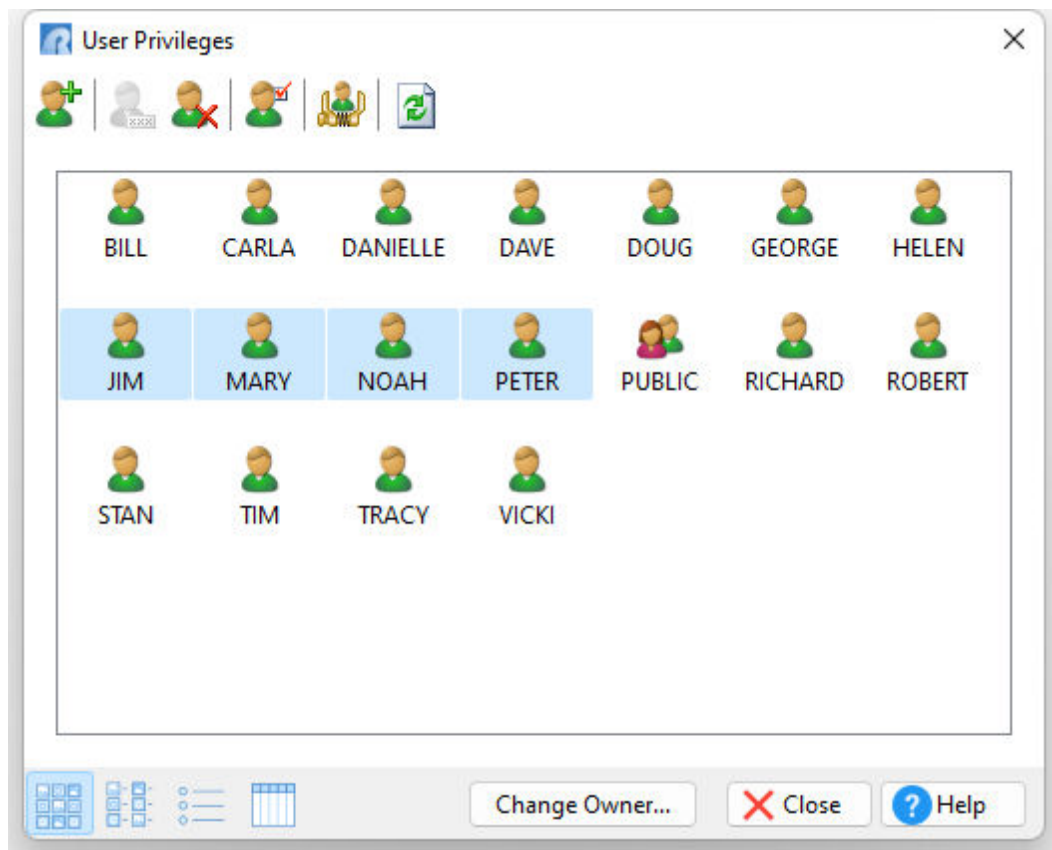 User Privileges
xxx
BILL CARLA DANIELLE DAVE DOUG GEORGE HELEN
JIM MARY NOAH PETER PUBLIC RICHARD ROBERT
STAN TIM TRACY VICKI
Change Owner... Close ? Help